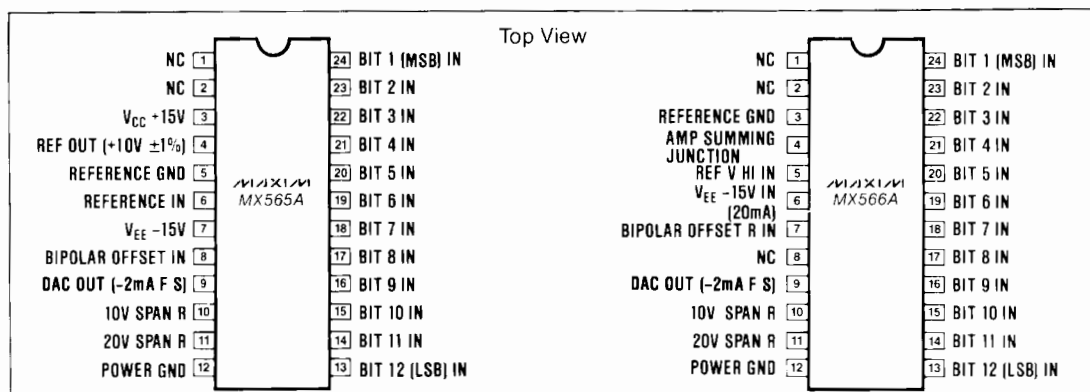 Top View
NC 1
NC 2
VCC +15V 3
REF OUT (+10V ±1%) 4
REFERENCE GND 5
REFERENCE IN 6
VEE -15V 7
BIPOLAR OFFSET IN 8
DAC OUT (-2mA F S) 9
10V SPAN R 10
20V SPAN R 11
POWER GND 12
MAXIM
MX565A
24 BIT 1 (MSB) IN
23 BIT 2 IN
22 BIT 3 IN
21 BIT 4 IN
20 BIT 5 IN
19 BIT 6 IN
18 BIT 7 IN
17 BIT 8 IN
16 BIT 9 IN
15 BIT 10 IN
14 BIT 11 IN
13 BIT 12 (LSB) IN
NC 1
NC 2
REFERENCE GND 3
AMP SUMMING
JUNCTION 4
REF V HI IN 5
VEE -15V IN
(20mA) 6
BIPOLAR OFFSET R IN 7
NC 8
DAC OUT (-2mA F S) 9
10V SPAN R 10
20V SPAN R 11
POWER GND 12
MAXIM
MX566A
24 BIT 1 (MSB) IN
23 BIT 2 IN
22 BIT 3 IN
21 BIT 4 IN
20 BIT 5 IN
19 BIT 6 IN
18 BIT 7 IN
17 BIT 8 IN
16 BIT 9 IN
15 BIT 10 IN
14 BIT 11 IN
13 BIT 12 (LSB) IN